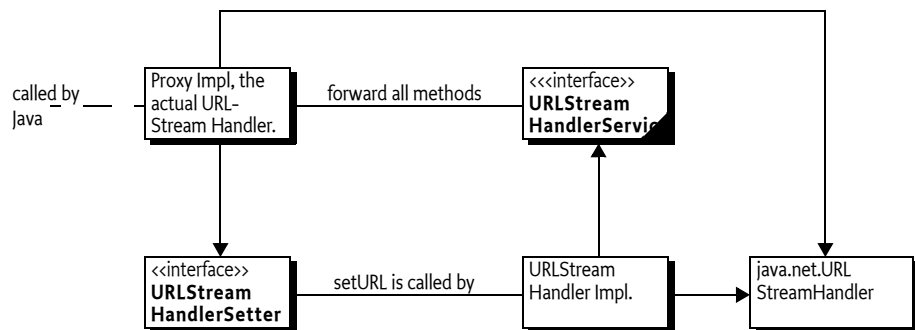 called by
Java
Proxy Impl, the
actual URL-
Stream Handler.
forward all methods
<<<interface>>
URLStream
HandlerServic
<<interface>>
URLStream
HandlerSetter
setURL is called by
URLStream
Handler Impl.
java.net.URL
StreamHandler